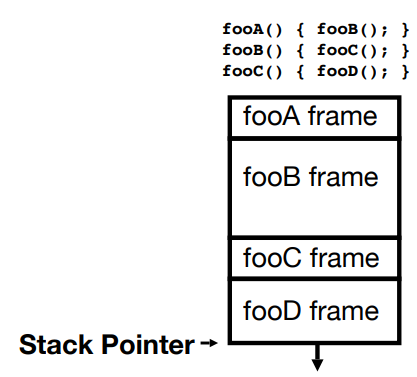 fooA() { fooB(); }
fooB() { fooC(); }
fooC() { fooD(); }
fooA frame
fooB frame
fooC frame
fooD frame
Stack Pointer